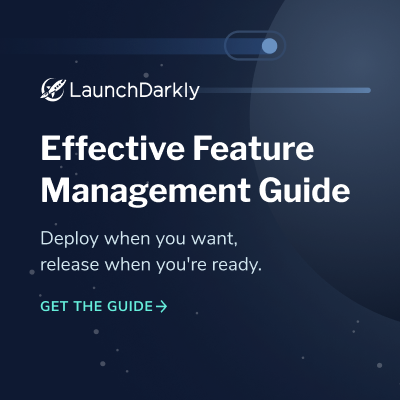 LaunchDarkly
Effective Feature
Management Guide
Deploy when you want,
release when you're ready.
GET THE GUIDE→